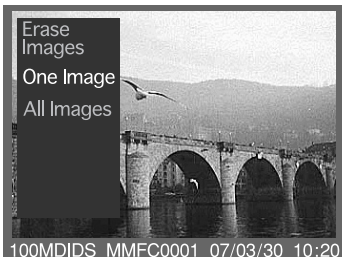 Erase
Images
One Image
All Images
100MDIDS MMFC0001 07/03/30 10:20